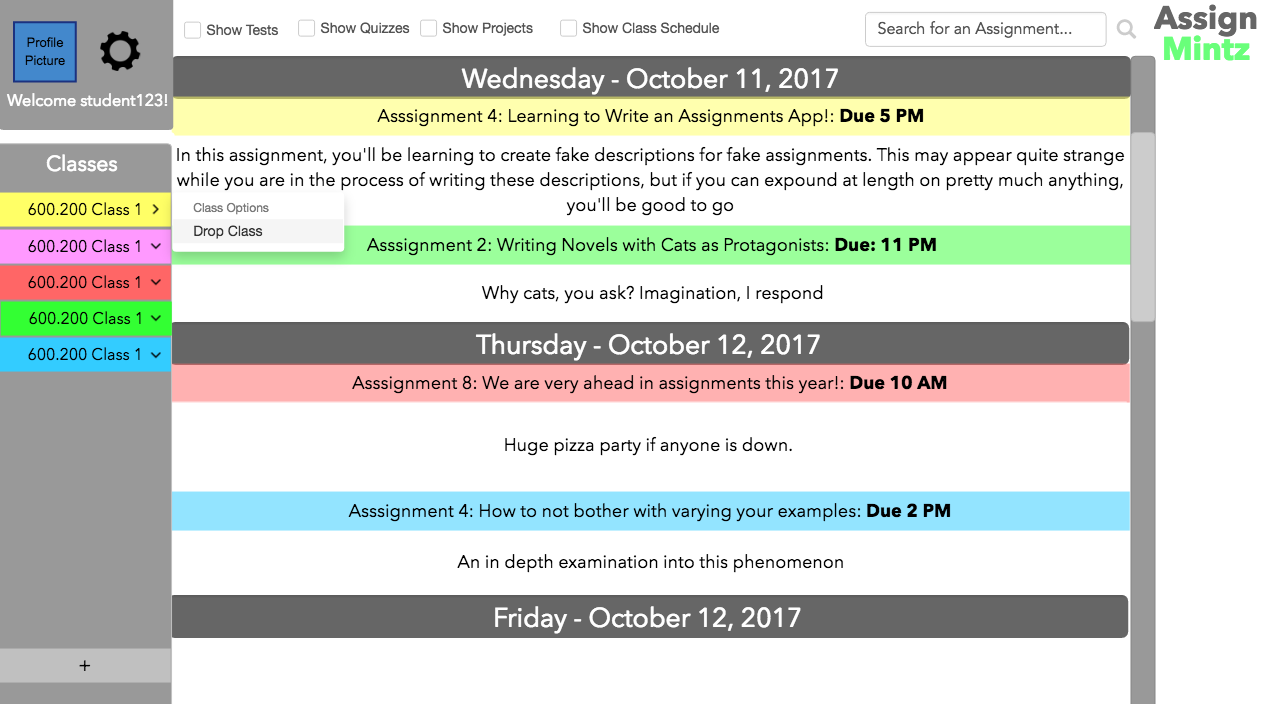 Profile
Picture
Welcome student123!
Show Tests
Show Quizzes
Show Projects
Show Class Schedule
Search for an Assignment...
Assign
Mintz
Classes
600.200 Class 1
600.200 Class 1
600.200 Class 1
600.200 Class 1
600.200 Class 1
+
Class Options
Drop Class
Wednesday - October 11, 2017
Asssignment 4: Learning to Write an Assignments App!: Due 5 PM
In this assignment, you'll be learning to create fake descriptions for fake assignments. This may appear quite strange
while you are in the process of writing these descriptions, but if you can expound at length on pretty much anything,
you'll be good to go
Asssignment 2: Writing Novels with Cats as Protagonists: Due: 11 PM
Why cats, you ask? Imagination, I respond
Thursday - October 12, 2017
Asssignment 8: We are very ahead in assignments this year!: Due 10 AM
Huge pizza party if anyone is down.
Asssignment 4: How to not bother with varying your examples: Due 2 PM
An in depth examination into this phenomenon
Friday - October 12, 2017